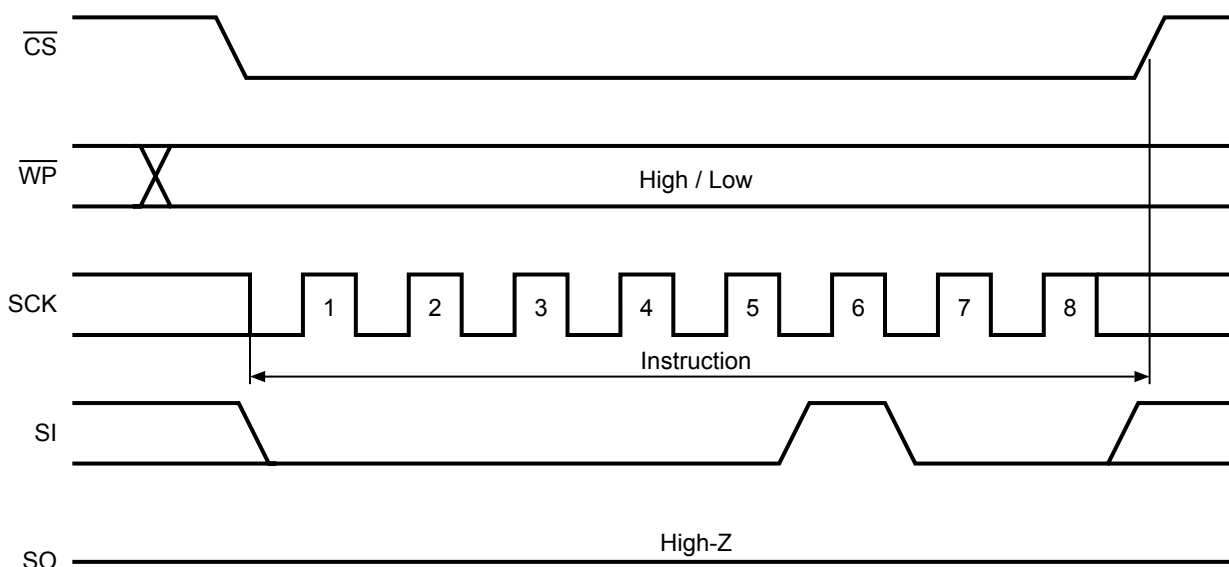 CS
WP
High / Low
SCK
1 2 3 4 5 6 7 8
Instruction
SI
High-Z
SO